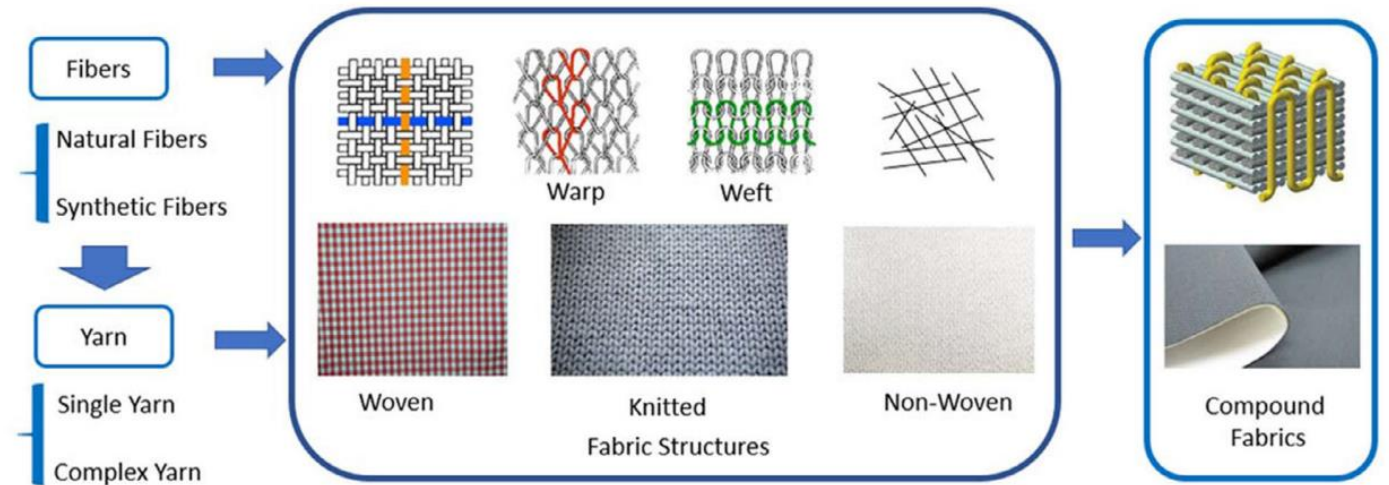 Fibers
Natural Fibers
Synthetic Fibers
Yarn
Single Yarn
Complex Yarn
Warp
Weft
Woven
Knitted
Non-Woven
Fabric Structures
Compound
Fabrics